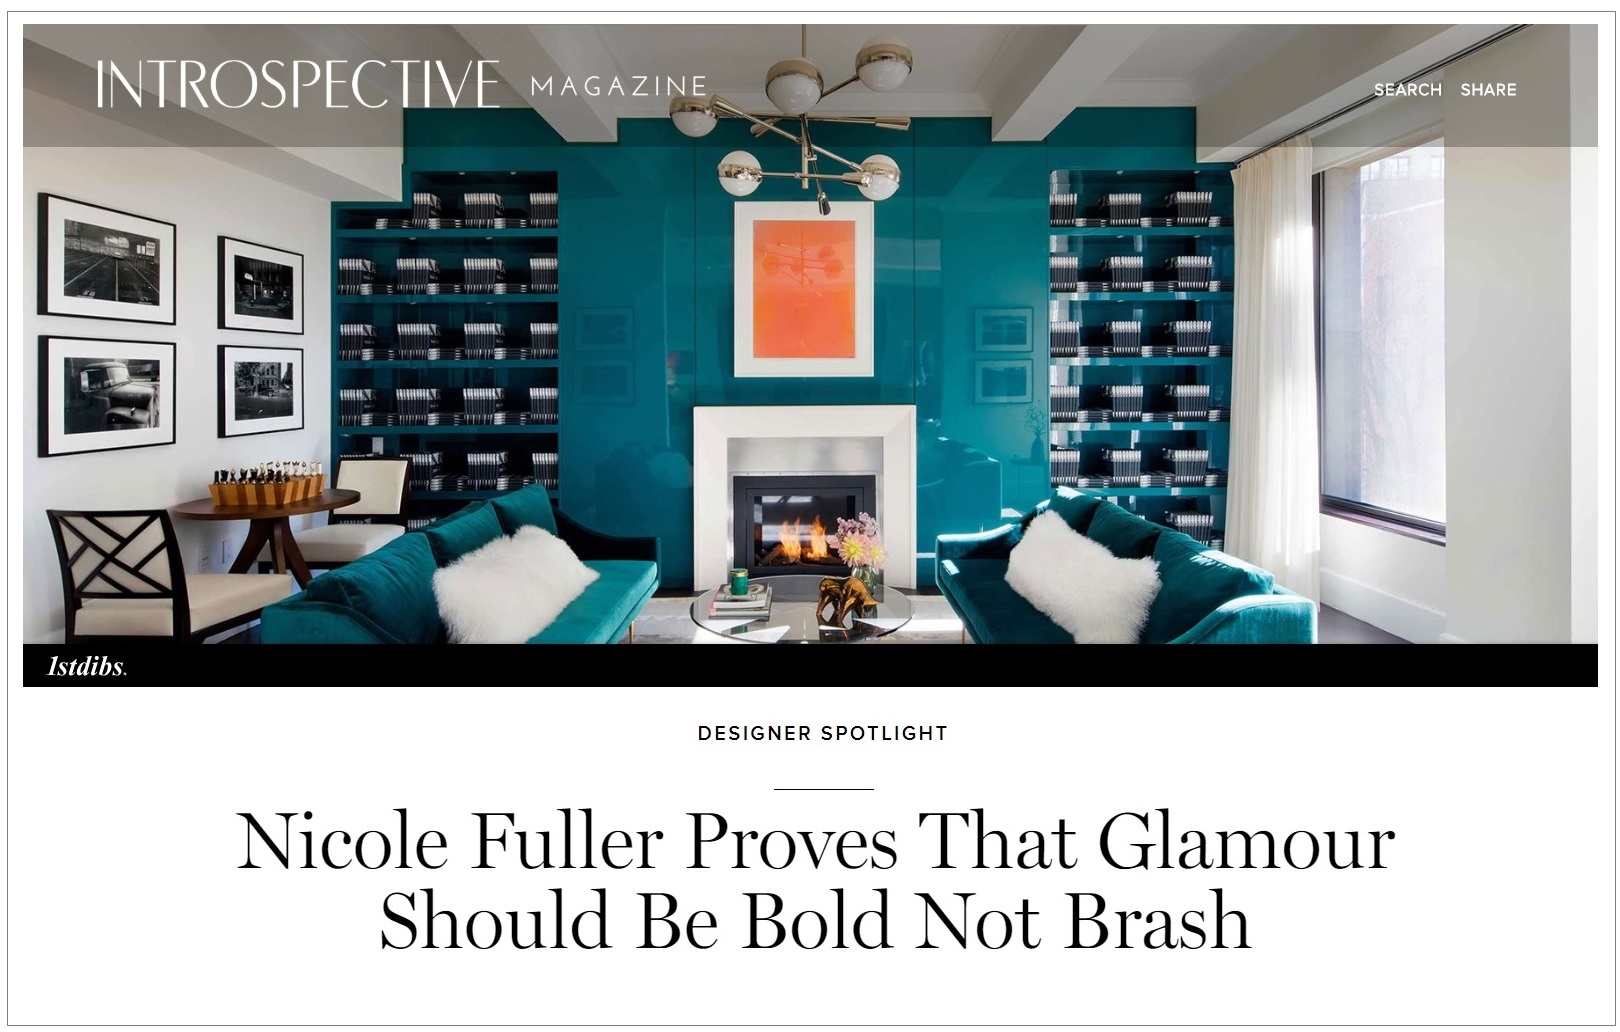 INTROSPECTIVE MAGAZINE
SEARCH SHARE
1stdibs.
DESIGNER SPOTLIGHT
Nicole Fuller Proves That Glamour
Should Be Bold Not Brash